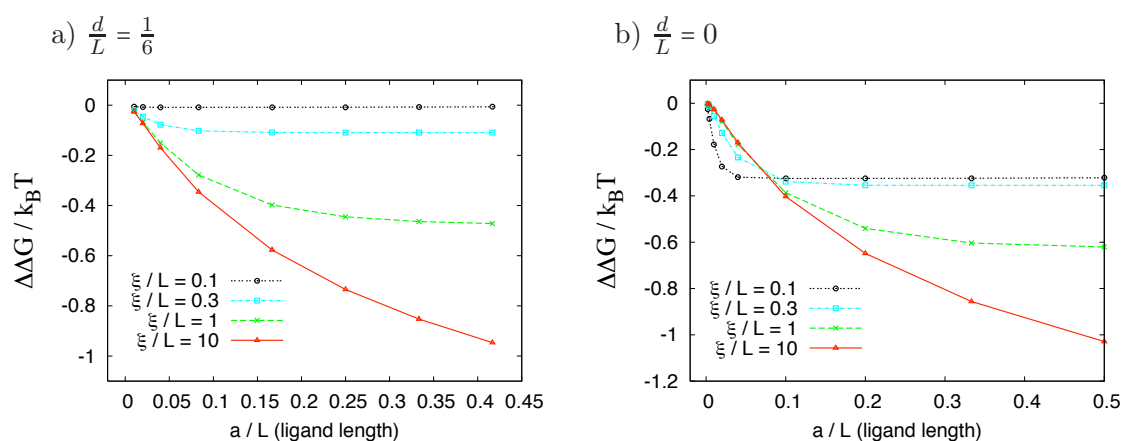 a) d/L = 1/6
0
-0.2
-0.4
-0.6
-0.8
-1
0 0.05 0.1 0.15 0.2 0.25 0.3 0.35 0.4 0.45
ΔΔG / k_BT
a / L (ligand length)
ξ / L = 0.1
ξ / L = 0.3
ξ / L = 1
ξ / L = 10
b) d/L = 0
0
-0.2
-0.4
-0.6
-0.8
-1
-1.2
0 0.1 0.2 0.3 0.4 0.5
ΔΔG / k_BT
a / L (ligand length)
ξ / L = 0.1
ξ / L = 0.3
ξ / L = 1
ξ / L = 10